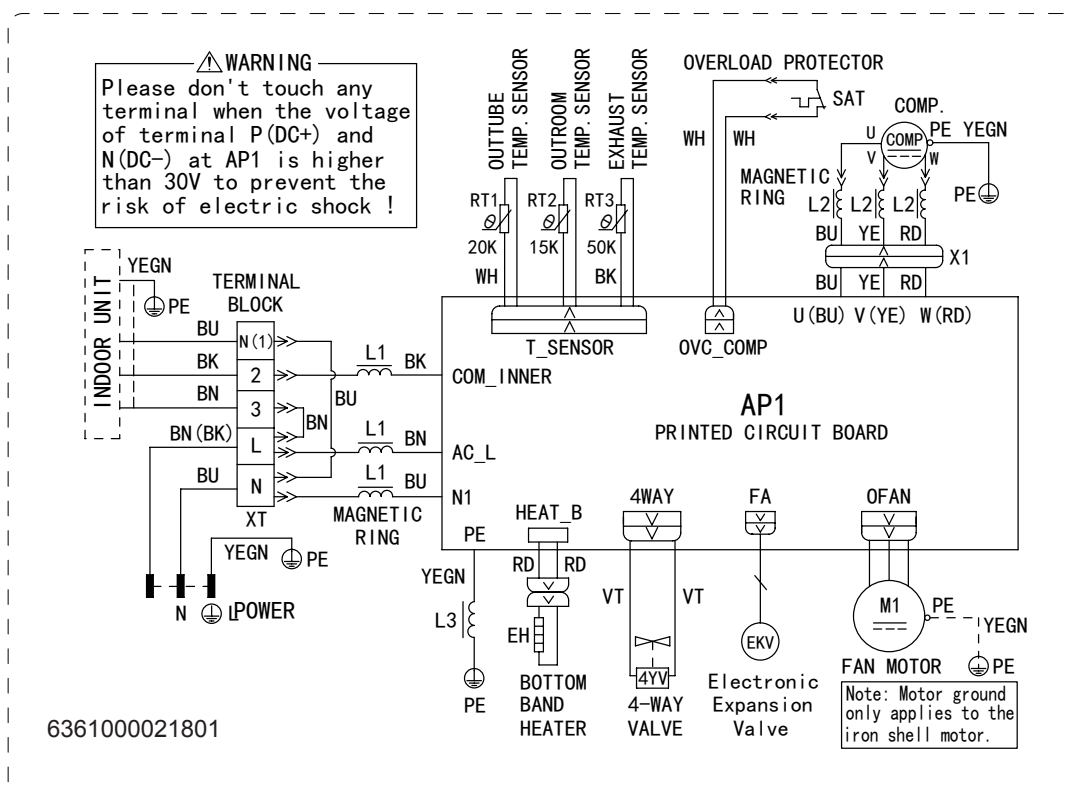 WARNING
Please don't touch any
terminal when the voltage
of terminal P(DC+) and
N(DC-) at AP1 is higher
than 30V to prevent the
risk of electric shock !
OUTTUBE
TEMP. SENSOR
OUTROOM
TEMP. SENSOR
EXHAUST
TEMP. SENSOR
RT1
RT2
RT3
θ
θ
θ
20K
15K
50K
WH
BK
OVERLOAD PROTECTOR
SAT
WH
WH
COMP.
U
COMP
PE YEGN
V
W
PE
MAGNETIC
RING
L2
L2
L2
BU
YE
RD
X1
BU
YE
RD
U(BU) V(YE) W(RD)
T_SENSOR
OVC_COMP
INDOOR UNIT
YEGN
PE
TERMINAL
BLOCK
BU
N(1)
BK
2
L1
BK
COM_INNER
BN
3
BU
BN
BN(BK)
L
L1
BN
AC_L
BU
N
L1
BU
N1
XT
MAGNETIC
RING
YEGN
PE
N
L
POWER
AP1
PRINTED CIRCUIT BOARD
PE
HEAT_B
4WAY
FA
OFAN
YEGN
L3
PE
RD
RD
EH
BOTTOM
BAND
HEATER
VT
VT
4YV
4-WAY
VALVE
EKV
Electronic
Expansion
Valve
M1
PE
YEGN
PE
FAN MOTOR
Note: Motor ground
only applies to the
iron shell motor.
6361000021801